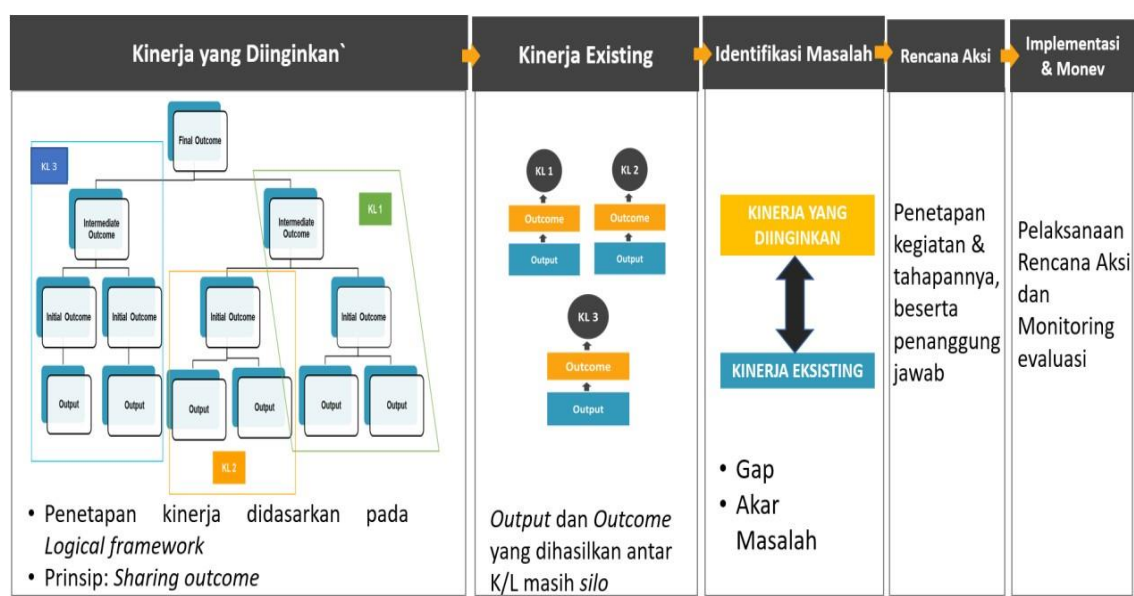 Kinerja yang Diinginkan`
Kinerja Existing
Identifikasi Masalah
Rencana Aksi
Implementasi
& Monev
Final Outcome
KL 3
KL 1
Intermediate
Outcome
Intermediate
Outcome
Initial Outcome
Initial Outcome
Initial Outcome
Initial Outcome
Output
Output
Output
Output
Output
Output
KL 2
• Penetapan kinerja didasarkan pada
Logical framework
• Prinsip: Sharing outcome
KL 1
Outcome
Output
KL 2
Outcome
Output
KL 3
Outcome
Output
Output dan Outcome
yang dihasilkan antar
K/L masih silo
KINERJA YANG
DIINGINKAN
KINERJA EKSISTING
• Gap
• Akar
Masalah
Penetapan
kegiatan &
tahapannya,
beserta
penanggung
jawab
Pelaksanaan
Rencana Aksi
dan
Monitoring
evaluasi